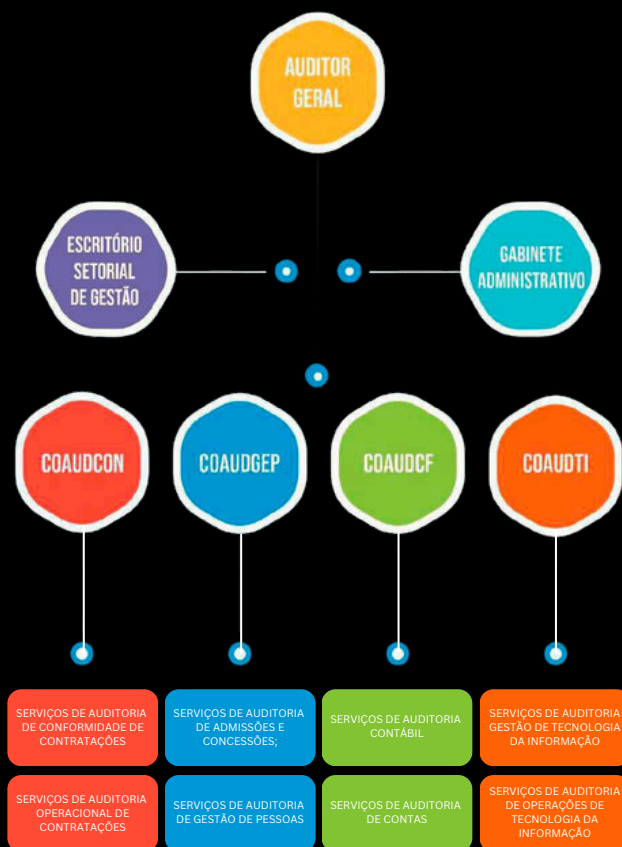 AUDITOR
GERAL
ESCRITÓRIO
SETORIAL
DE GESTÃO
GABINETE
ADMINISTRATIVO
COAUDCON
COAUDGEP
COAUDCF
COAUDTI
SERVIÇOS DE AUDITORIA
DE CONFORMIDADE DE
CONTRATAÇÕES
SERVIÇOS DE AUDITORIA
DE ADMISSÕES E
CONCESSÕES;
SERVIÇOS DE AUDITORIA
CONTÁBIL
SERVIÇOS DE AUDITORIA
GESTÃO DE TECNOLOGIA
DA INFORMAÇÃO
SERVIÇOS DE AUDITORIA
OPERACIONAL DE
CONTRATAÇÕES
SERVIÇOS DE AUDITORIA
DE GESTÃO DE PESSOAS
SERVIÇOS DE AUDITORIA
DE CONTAS
SERVIÇOS DE AUDITORIA
DE OPERAÇÕES DE
TECNOLOGIA DA
INFORMAÇÃO